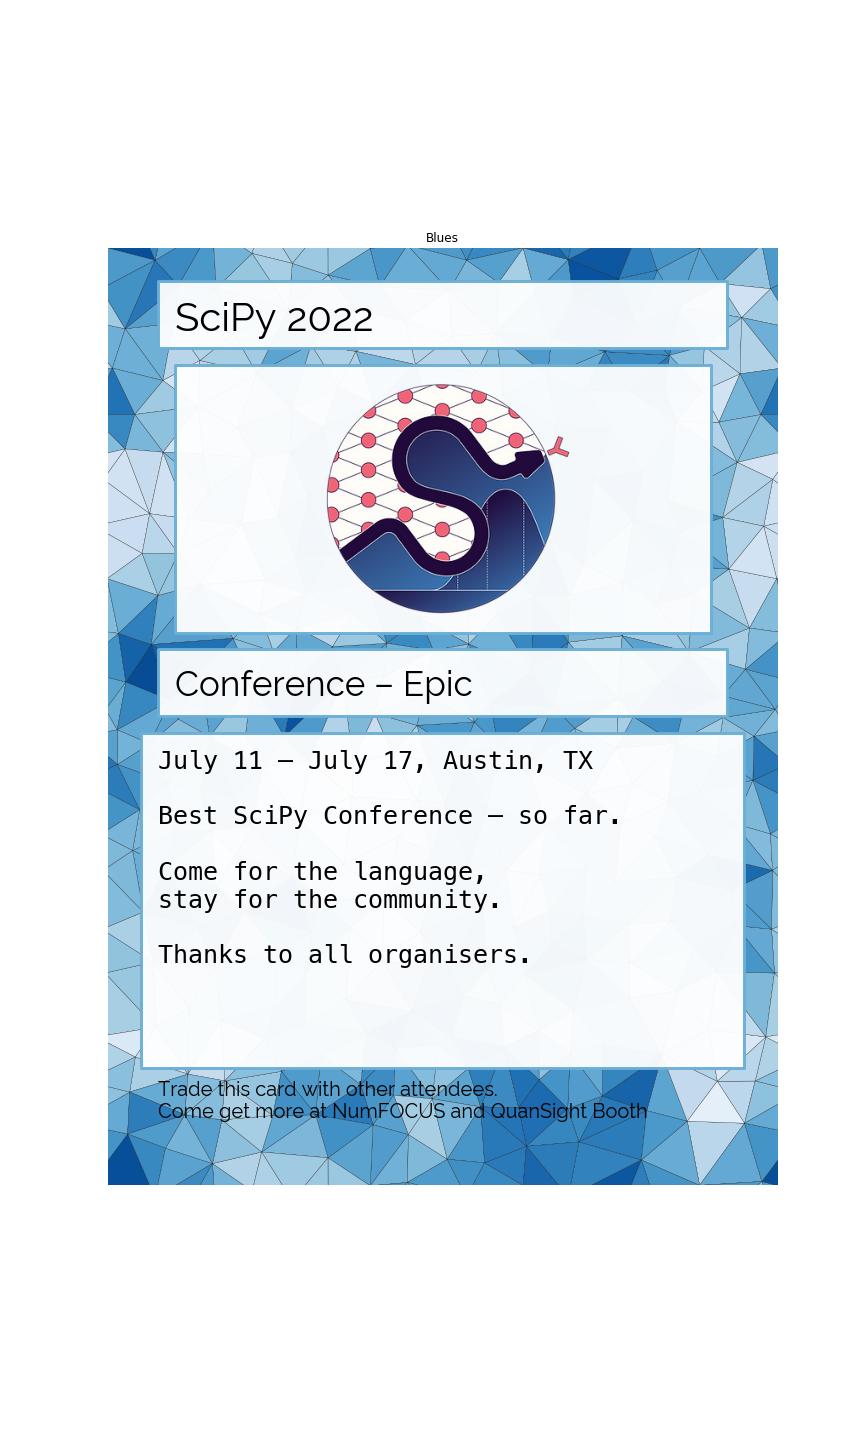 Blues
SciPy 2022
Conference – Epic
July 11 – July 17, Austin, TX
Best SciPy Conference – so far.
Come for the language,
stay for the community.
Thanks to all organisers.
Trade this card with other attendees.
Come get more at NumFOCUS and QuanSight Booth